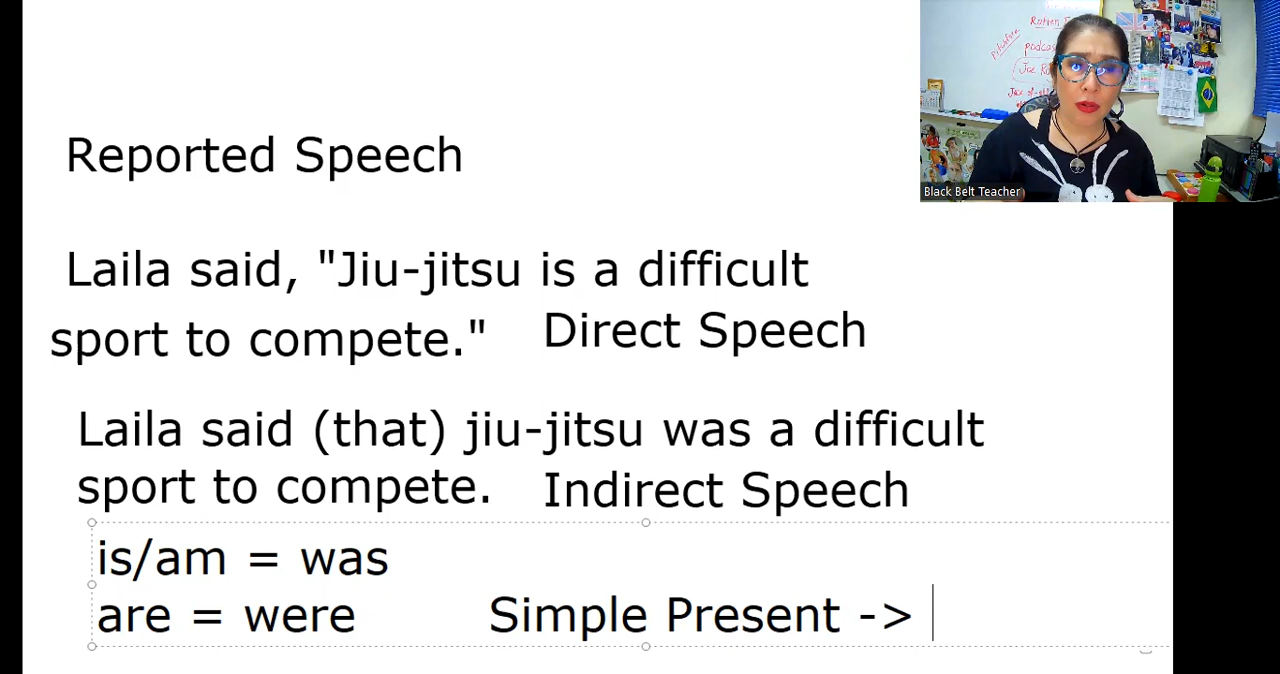 Reported Speech
Laila said, "Jiu-jitsu is a difficult
sport to compete."
Direct Speech
Laila said (that) jiu-jitsu was a difficult
sport to compete.
Indirect Speech
is/am = was
are = were
Simple Present ->
podcas
Black Belt Teacher